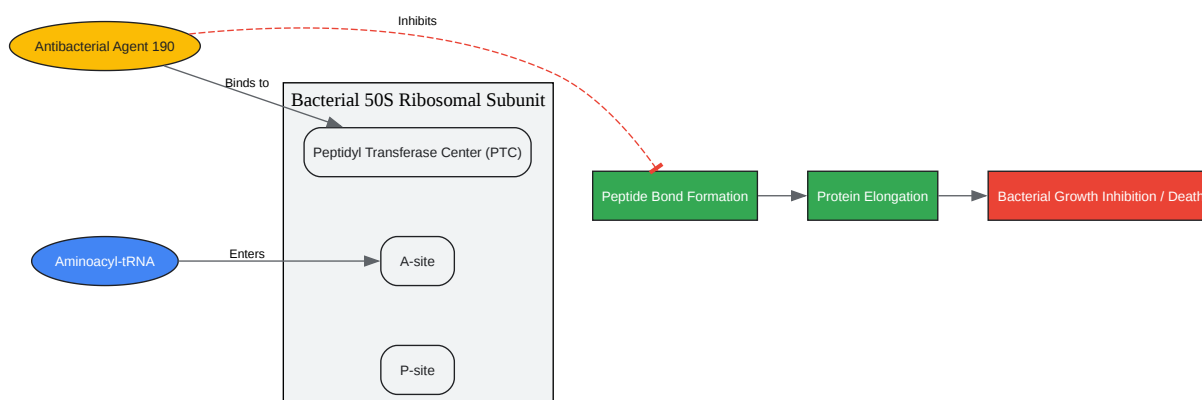 Inhibits
Antibacterial Agent 190
Binds to
Bacterial 50S Ribosomal Subunit
Peptidyl Transferase Center (PTC)
Peptide Bond Formation
Protein Elongation
Bacterial Growth Inhibition / Death
Aminoacyl-tRNA
Enters
A-site
P-site